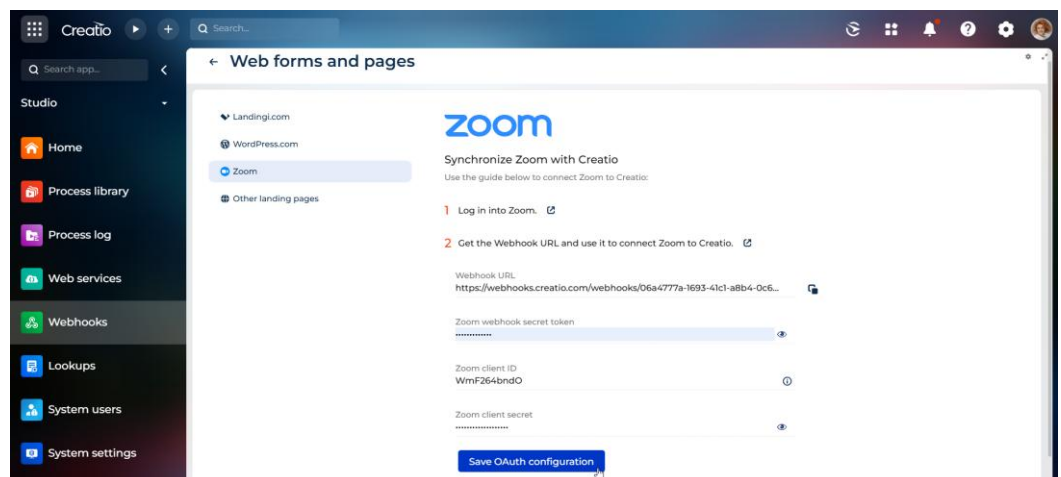 Creatio
Search...
Search app...
Studio
Home
Process library
Process log
Web services
Webhooks
Lookups
System users
System settings
Web forms and pages
Landingi.com
WordPress.com
Zoom
Other landing pages
zoom
Synchronize Zoom with Creatio
Use the guide below to connect Zoom to Creatio:
1 Log in into Zoom.
2 Get the Webhook URL and use it to connect Zoom to Creatio.
Webhook URL
https://webhooks.creatio.com/webhooks/06a4777a-1693-41c1-a8b4-0c6...
Zoom webhook secret token
•••••••••••••
Zoom client ID
WmF264bndO
Zoom client secret
••••••••••••••••••
Save OAuth configuration